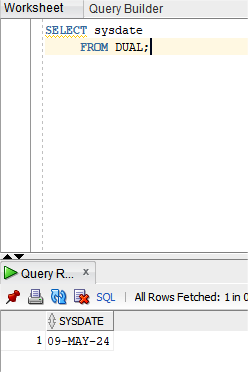 Worksheet Query Builder
SELECT sysdate
FROM DUAL;
Query R... x
SQL All Rows Fetched: 1 in 0
SYSDATE
1 09-MAY-24